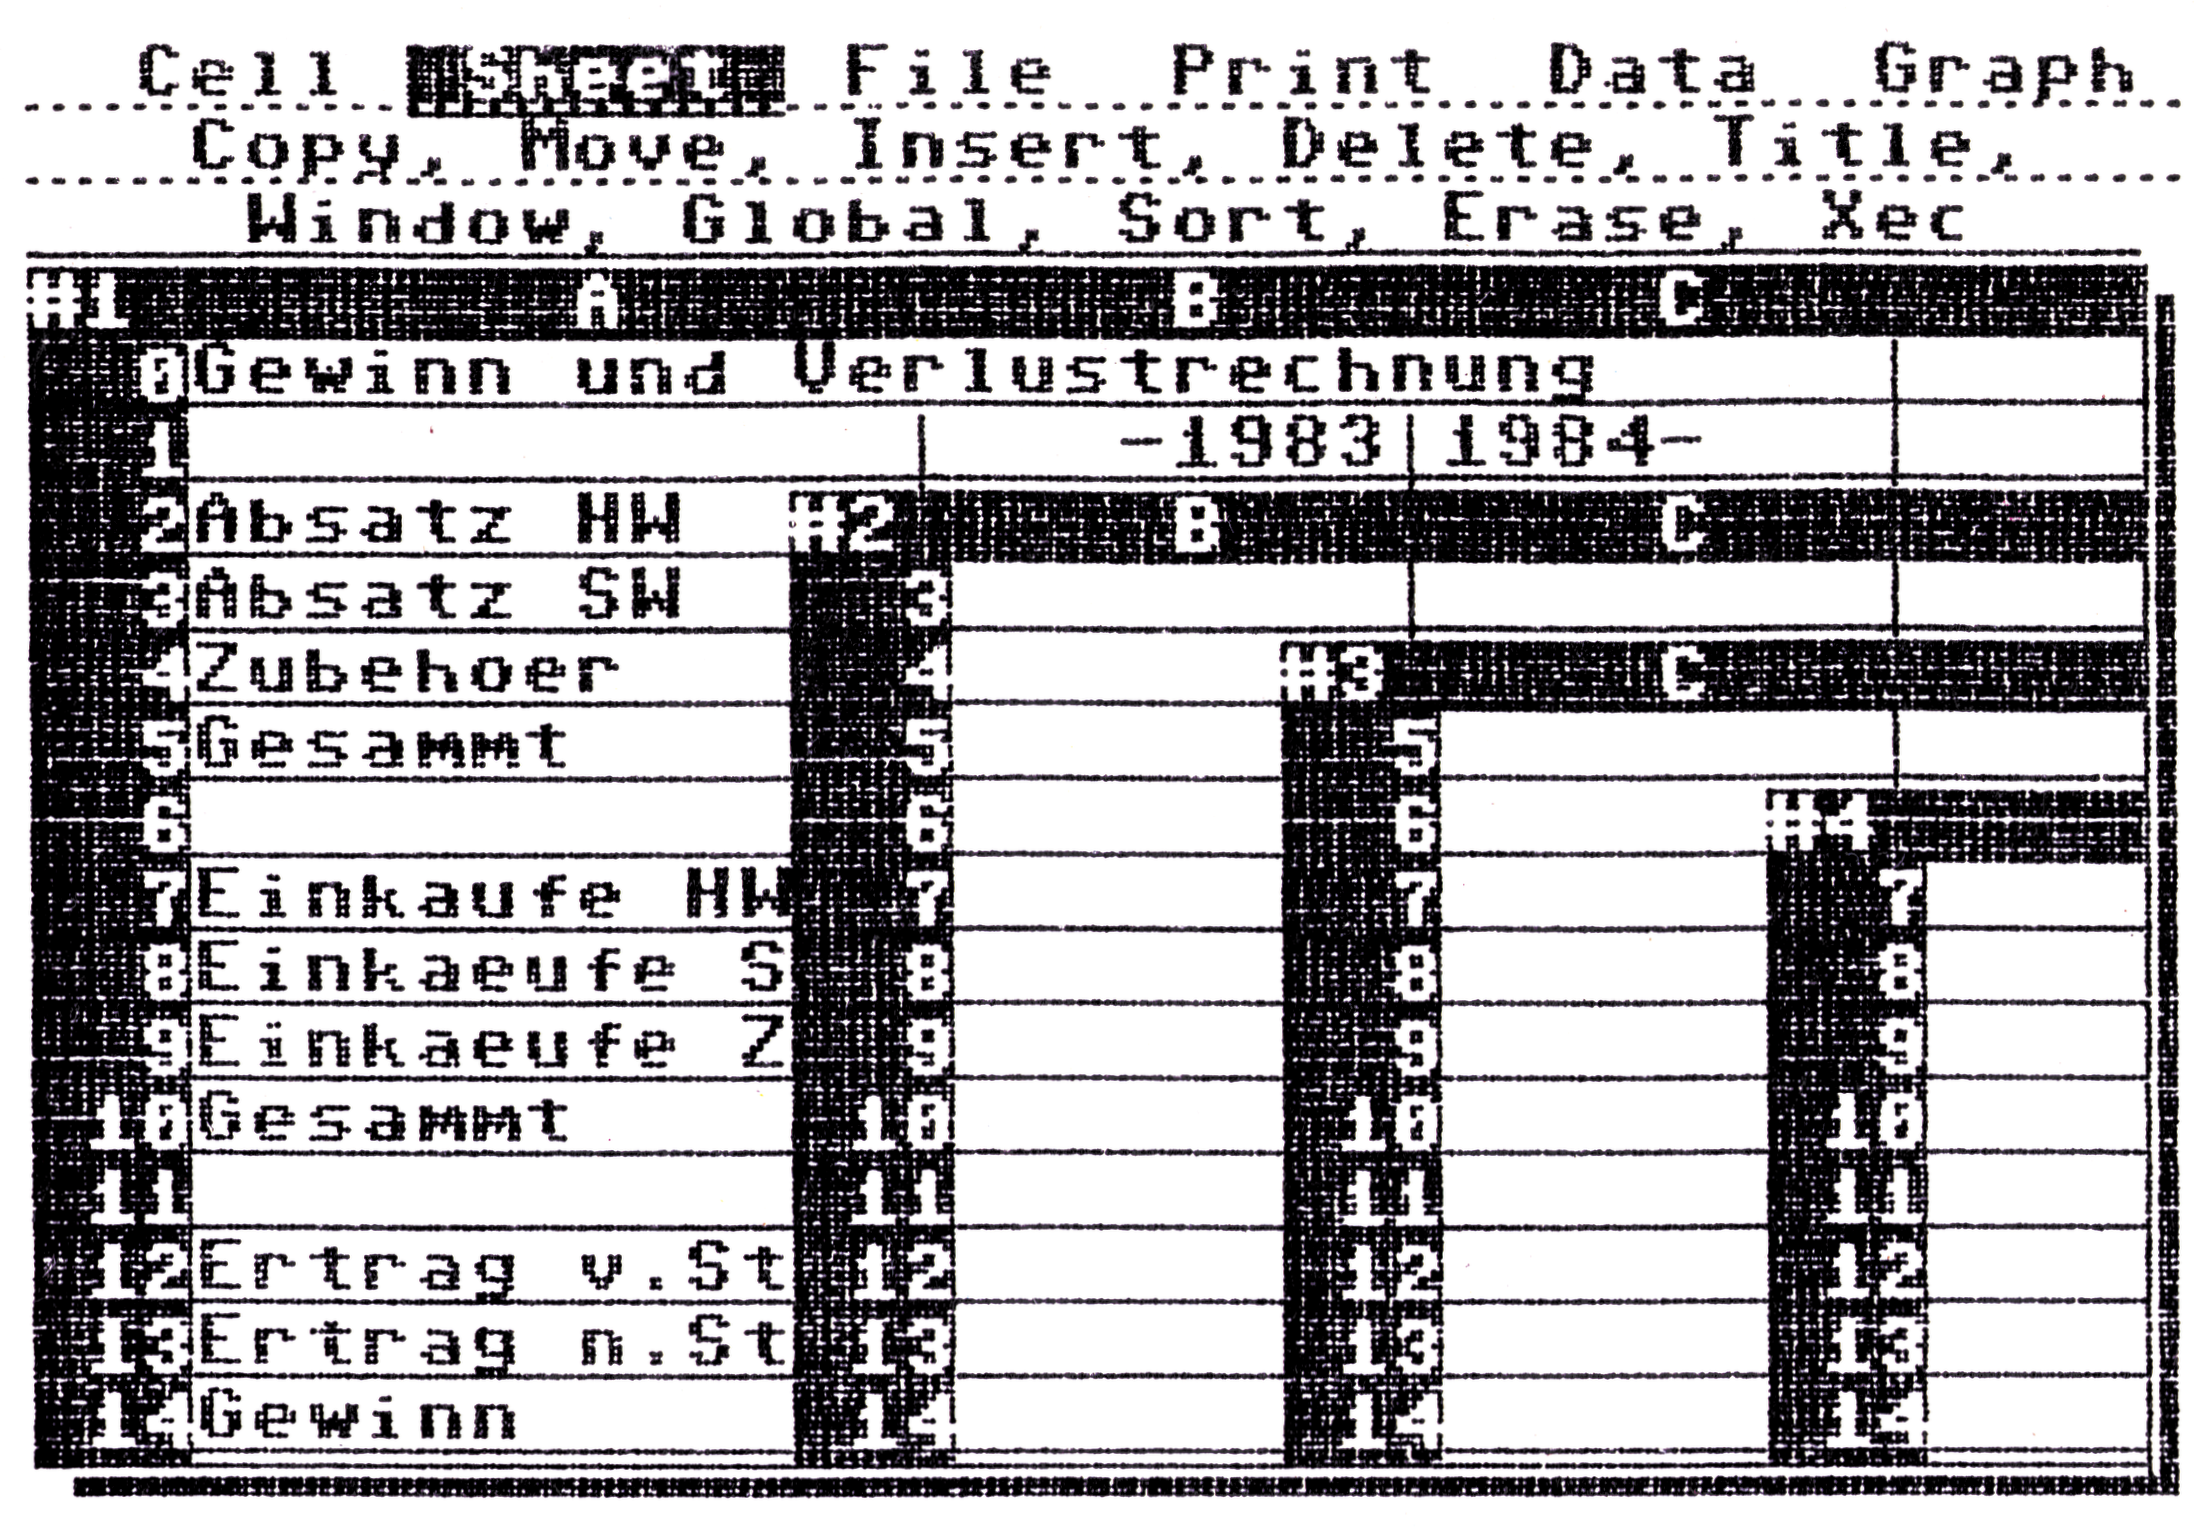 Cell Sheet File Print Data Graph
Copy, Move, Insert, Delete, Title,
Window, Global, Sort, Erase, Xec
#1 A B C
0 Gewinn und Verlustrechnung
1 -1983 1984-
2 Absatz HW #2 B C
3 Absatz SW 3
4 Zubehoer 4 #3 C
5 Gesammt 5 5
6 6 6 #4
7 Einkaufe HW 7 7 7
8 Einkaeufe S 8 8 8
9 Einkaeufe Z 9 9 9
10 Gesammt 10 10 10
11 11 11 11
12 Ertrag v.St 12 12 12
13 Ertrag n.St 13 13 13
14 Gewinn 14 14 14